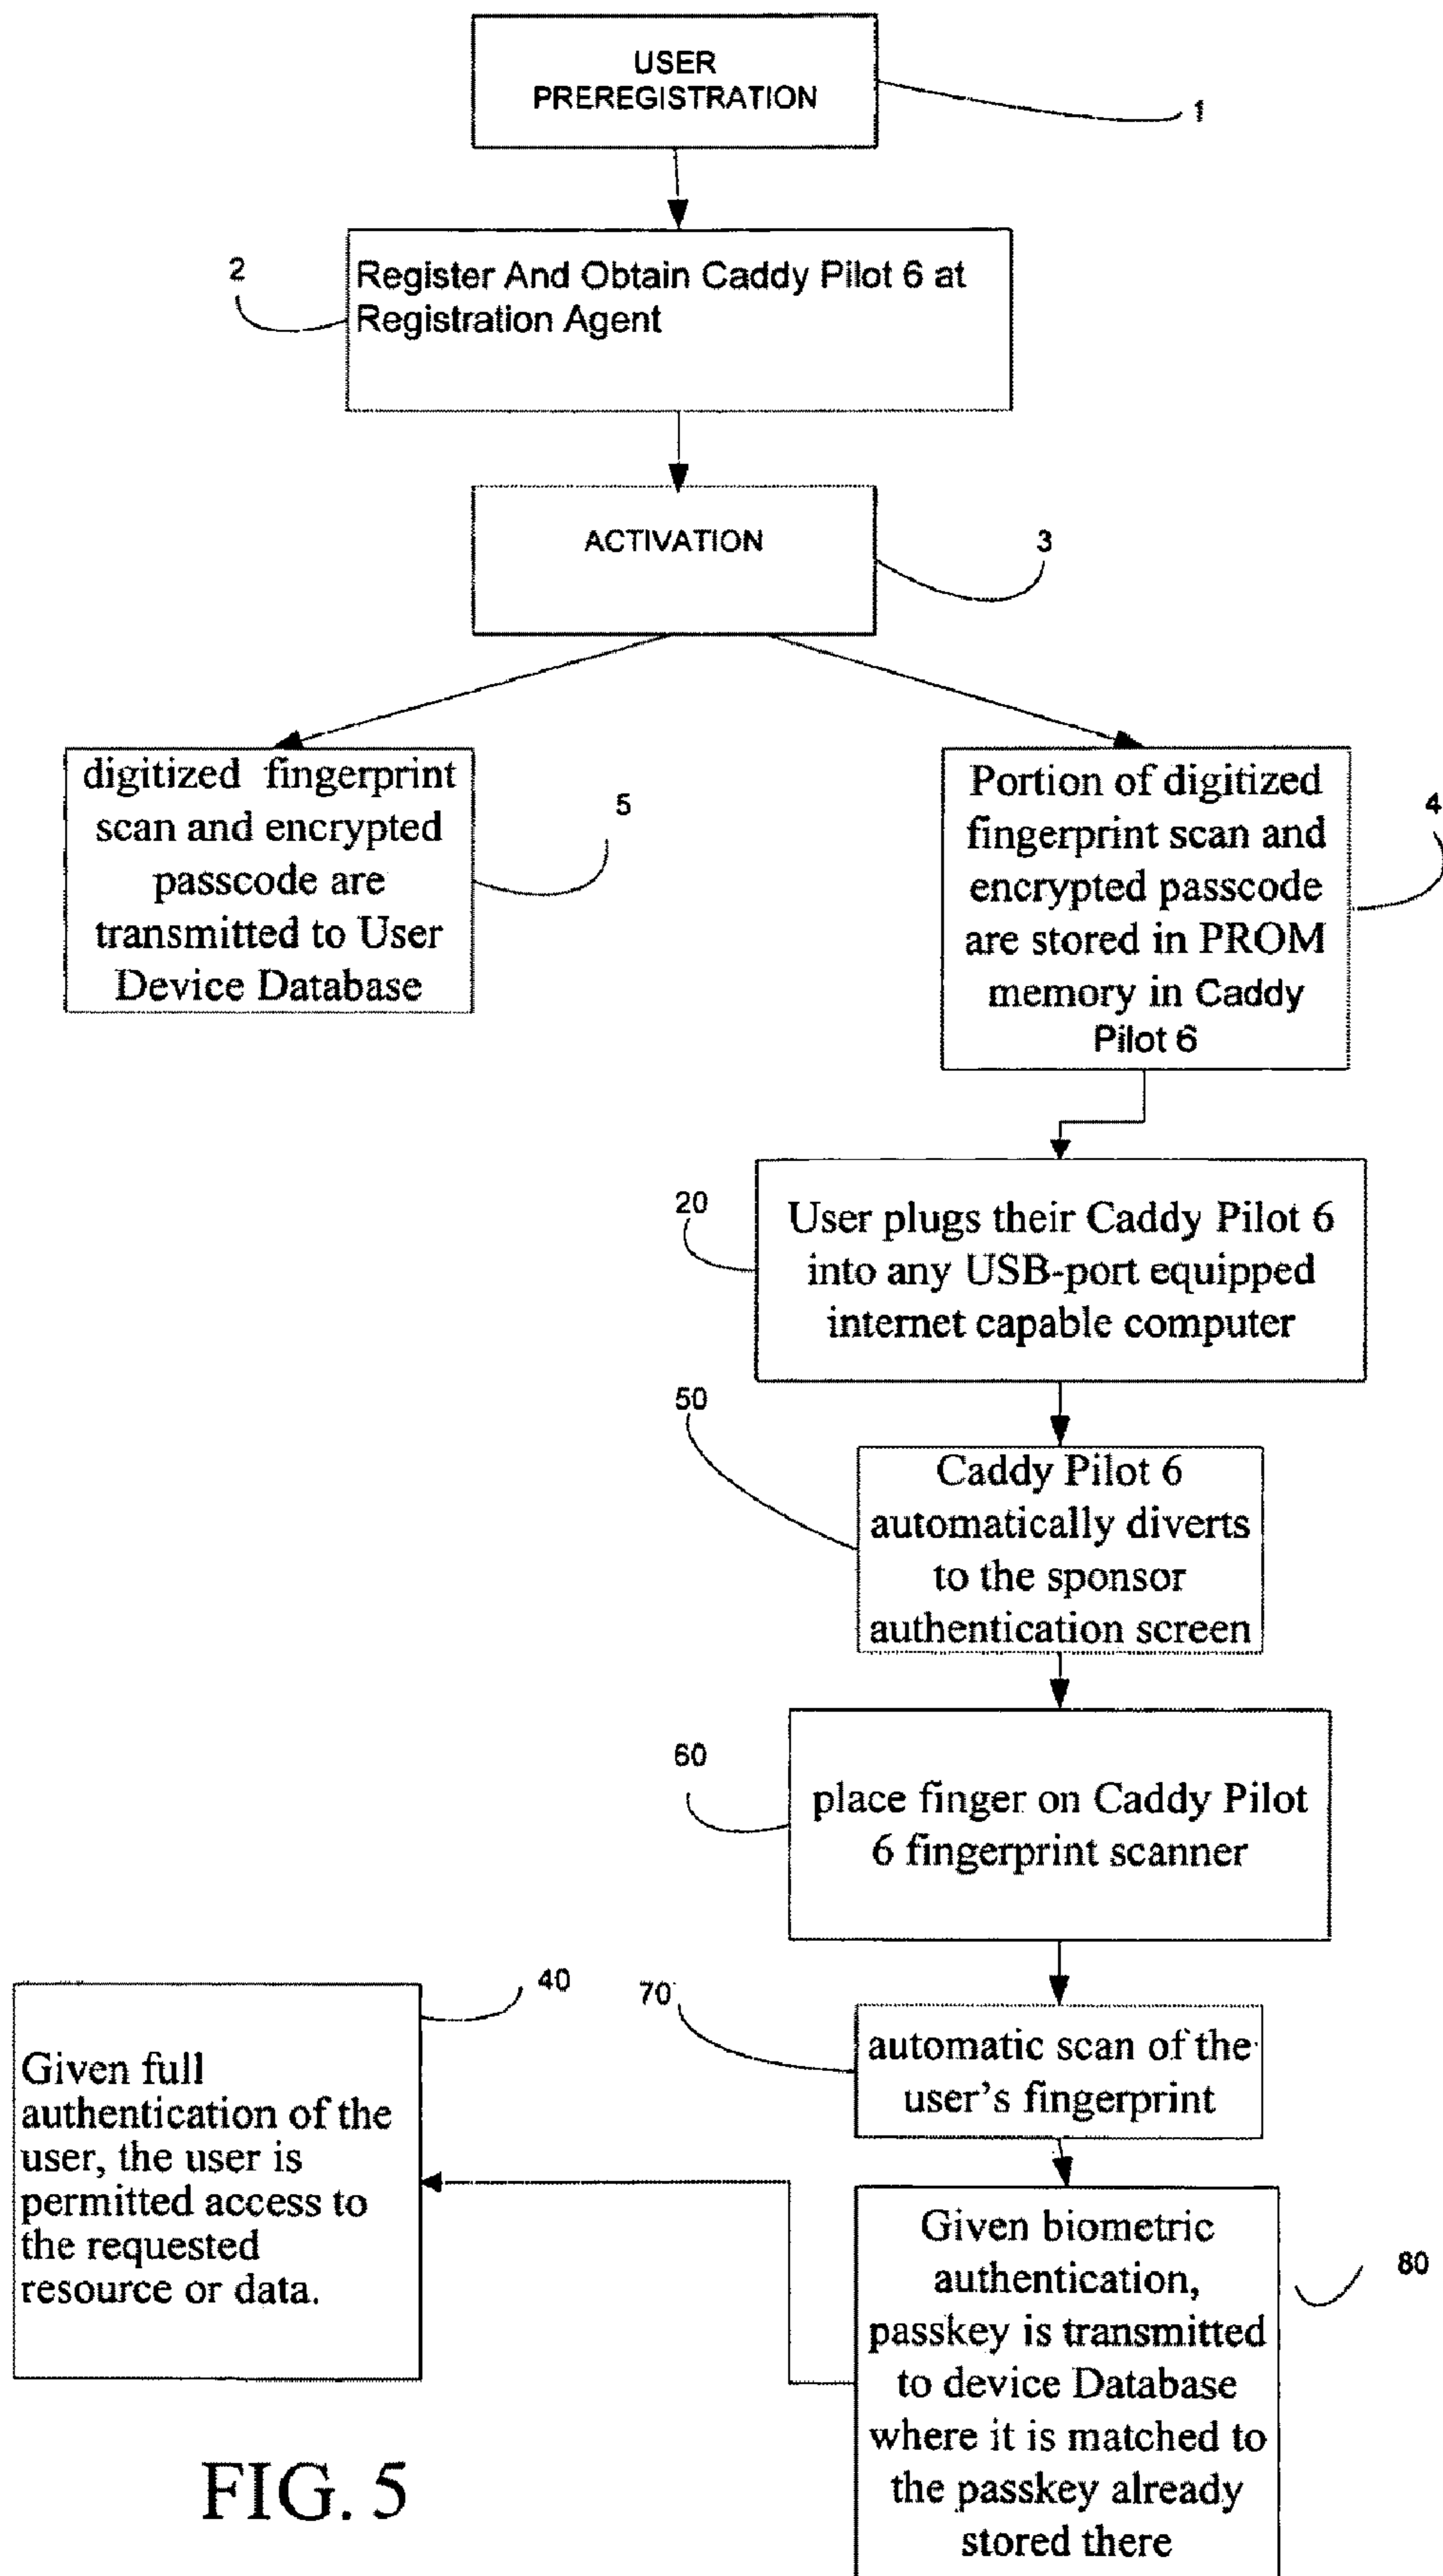 USER
PREREGISTRATION
1
2
Register And Obtain Caddy Pilot 6 at
Registration Agent
ACTIVATION
3
digitized fingerprint
scan and encrypted
passcode are
transmitted to User
Device Database
5
Portion of digitized
fingerprint scan and
encrypted passcode
are stored in PROM
memory in Caddy
Pilot 6
4
20
User plugs their Caddy Pilot 6
into any USB-port equipped
internet capable computer
50
Caddy Pilot 6
automatically diverts
to the sponsor
authentication screen
60
place finger on Caddy Pilot
6 fingerprint scanner
70
automatic scan of the
user's fingerprint
40
Given full
authentication of the
user, the user is
permitted access to
the requested
resource or data.
Given biometric
authentication,
passkey is transmitted
to device Database
where it is matched to
the passkey already
stored there
80
FIG. 5